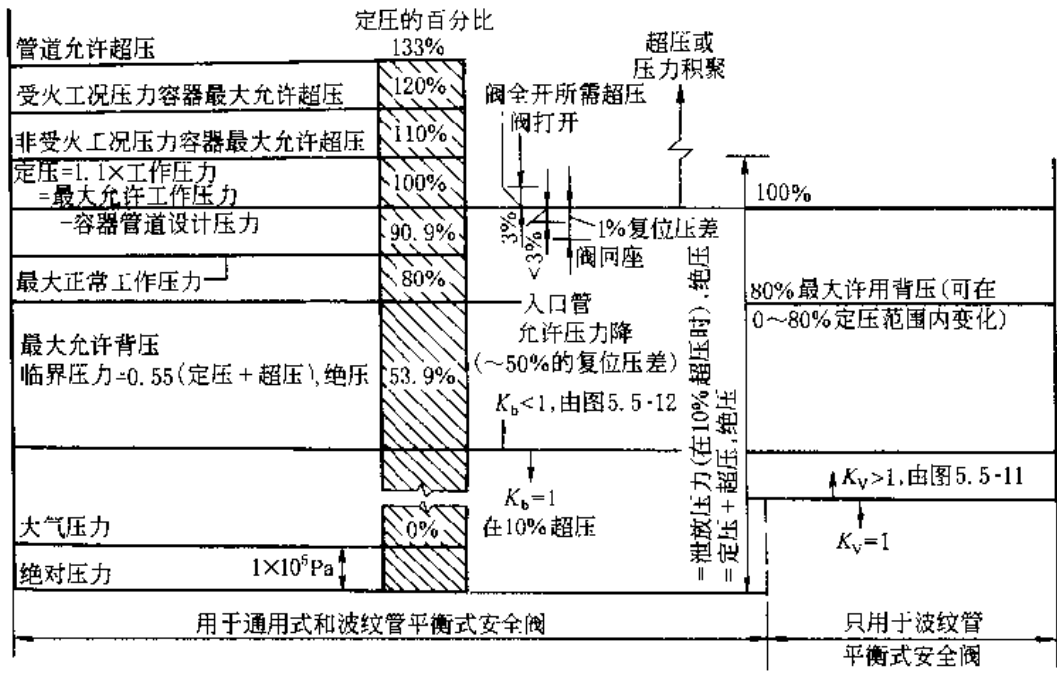 定压的百分比
管道允许超压
133%
受火工况压力容器最大允许超压
120%
非受火工况压力容器最大允许超压
110%
定压=1.1×工作压力
=最大允许工作压力
100%
-容器管道设计压力
90.9%
最大正常工作压力
80%
最大允许背压
临界压力=0.55(定压+超压),绝压
53.9%
大气压力
0%
绝对压力
1×10⁵Pa
阀全开所需超压
阀打开
超压或
压力积聚
3%
<3%
1%复位压差
阀回座
入口管
允许压力降
(~50%的复位压差)
K_b<1,由图5.5-12
K_b=1
在10%超压
=泄放压力(在10%超压时),绝压
=定压+超压,绝压
100%
80%最大许用背压(可在
0~80%定压范围内变化)
K_V>1,由图5.5-11
K_V=1
用于通用式和波纹管平衡式安全阀
只用于波纹管
平衡式安全阀